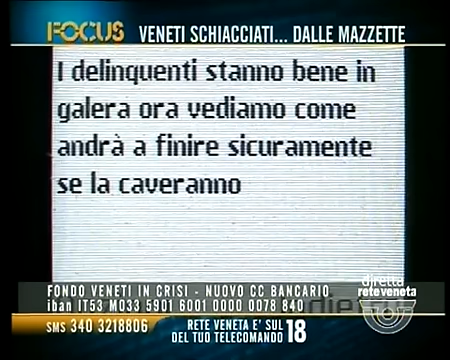 FOCUS VENETI SCHIACCIATI... DALLE MAZZETTE
I delinquenti stanno bene in
galera ora vediamo come
andrà a finire sicuramente
se la caveranno
FONDO VENETI IN CRISI - NUOVO CC BANCARIO
iban IT53 M033 5901 6001 0000 0078 840
diretta
reteveneta
SMS 340 3218806
RETE VENETA E' SUL
DEL TUO TELECOMANDO 18